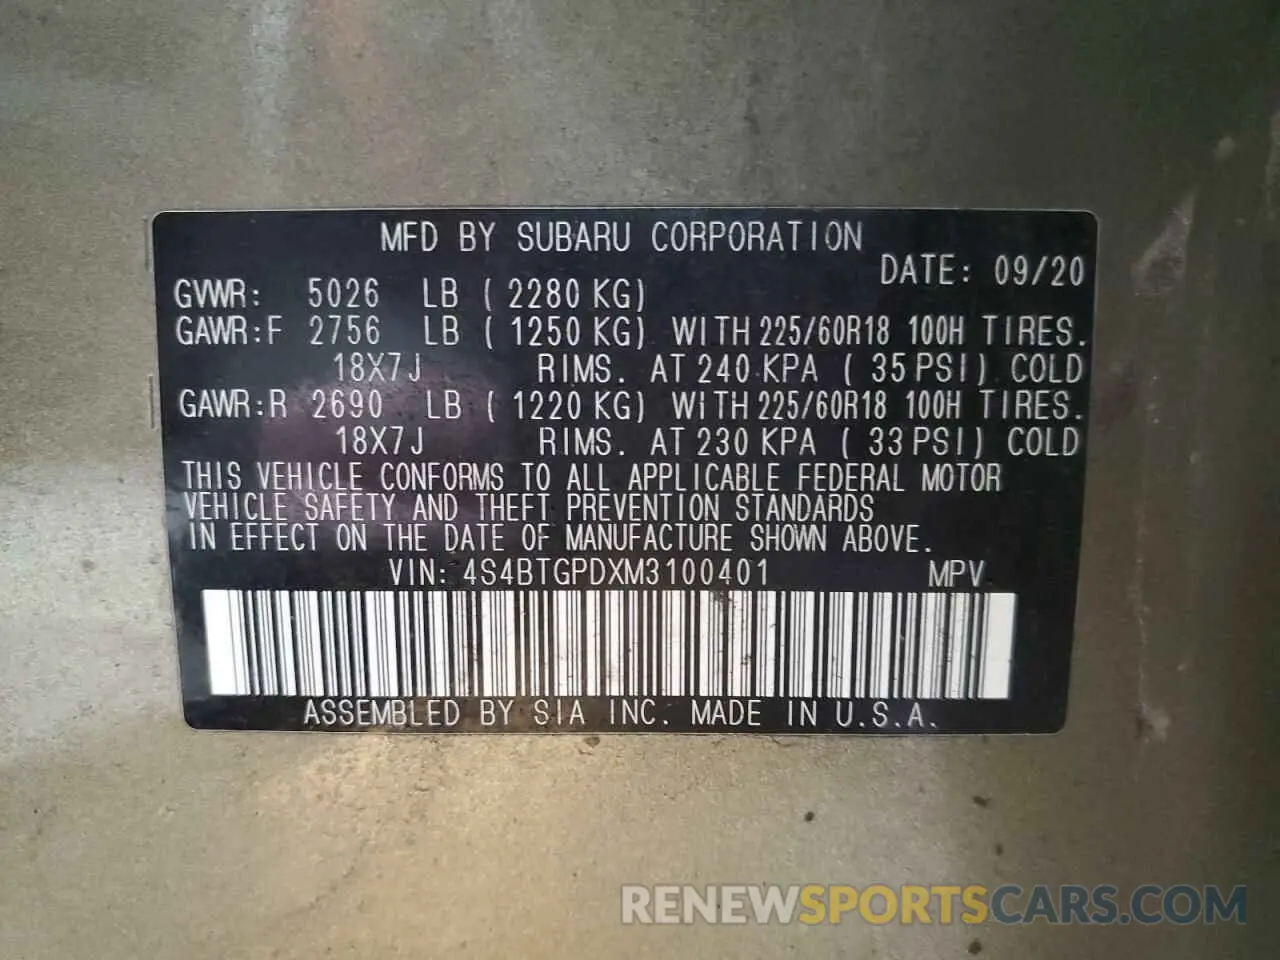 MFD BY SUBARU CORPORATION
DATE: 09/20
GVWR: 5026 LB ( 2280 KG)
GAWR:F 2756 LB ( 1250 KG) WITH 225/60R18 100H TIRES.
18X7J RIMS. AT 240 KPA ( 35 PSI) COLD
GAWR:R 2690 LB ( 1220 KG) WITH 225/60R18 100H TIRES.
18X7J RIMS. AT 230 KPA ( 33 PSI) COLD
THIS VEHICLE CONFORMS TO ALL APPLICABLE FEDERAL MOTOR
VEHICLE SAFETY AND THEFT PREVENTION STANDARDS
IN EFFECT ON THE DATE OF MANUFACTURE SHOWN ABOVE.
VIN: 4S4BTGPDXM3100401 MPV
ASSEMBLED BY SIA INC. MADE IN U.S.A.
RENEWSPORTSCARS.COM